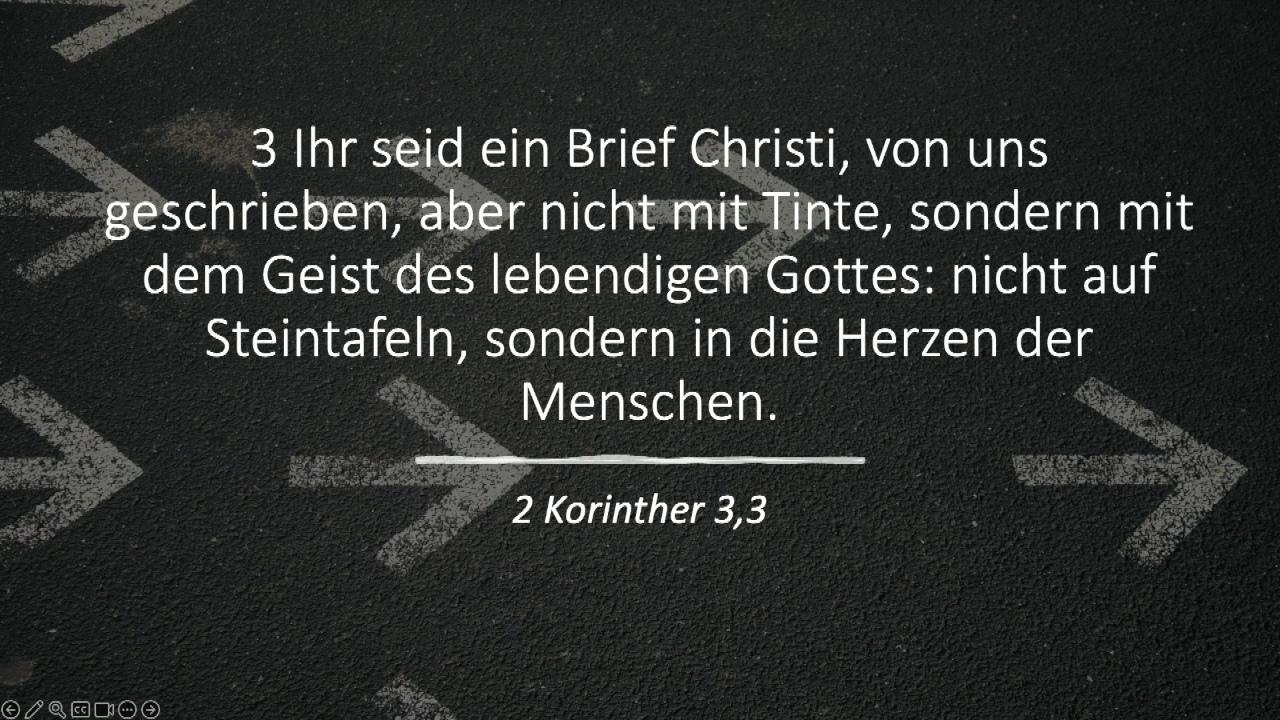 3 Ihr seid ein Brief Christi, von uns
geschrieben, aber nicht mit Tinte, sondern mit
dem Geist des lebendigen Gottes: nicht auf
Steintafeln, sondern in die Herzen der
Menschen.
2 Korinther 3,3